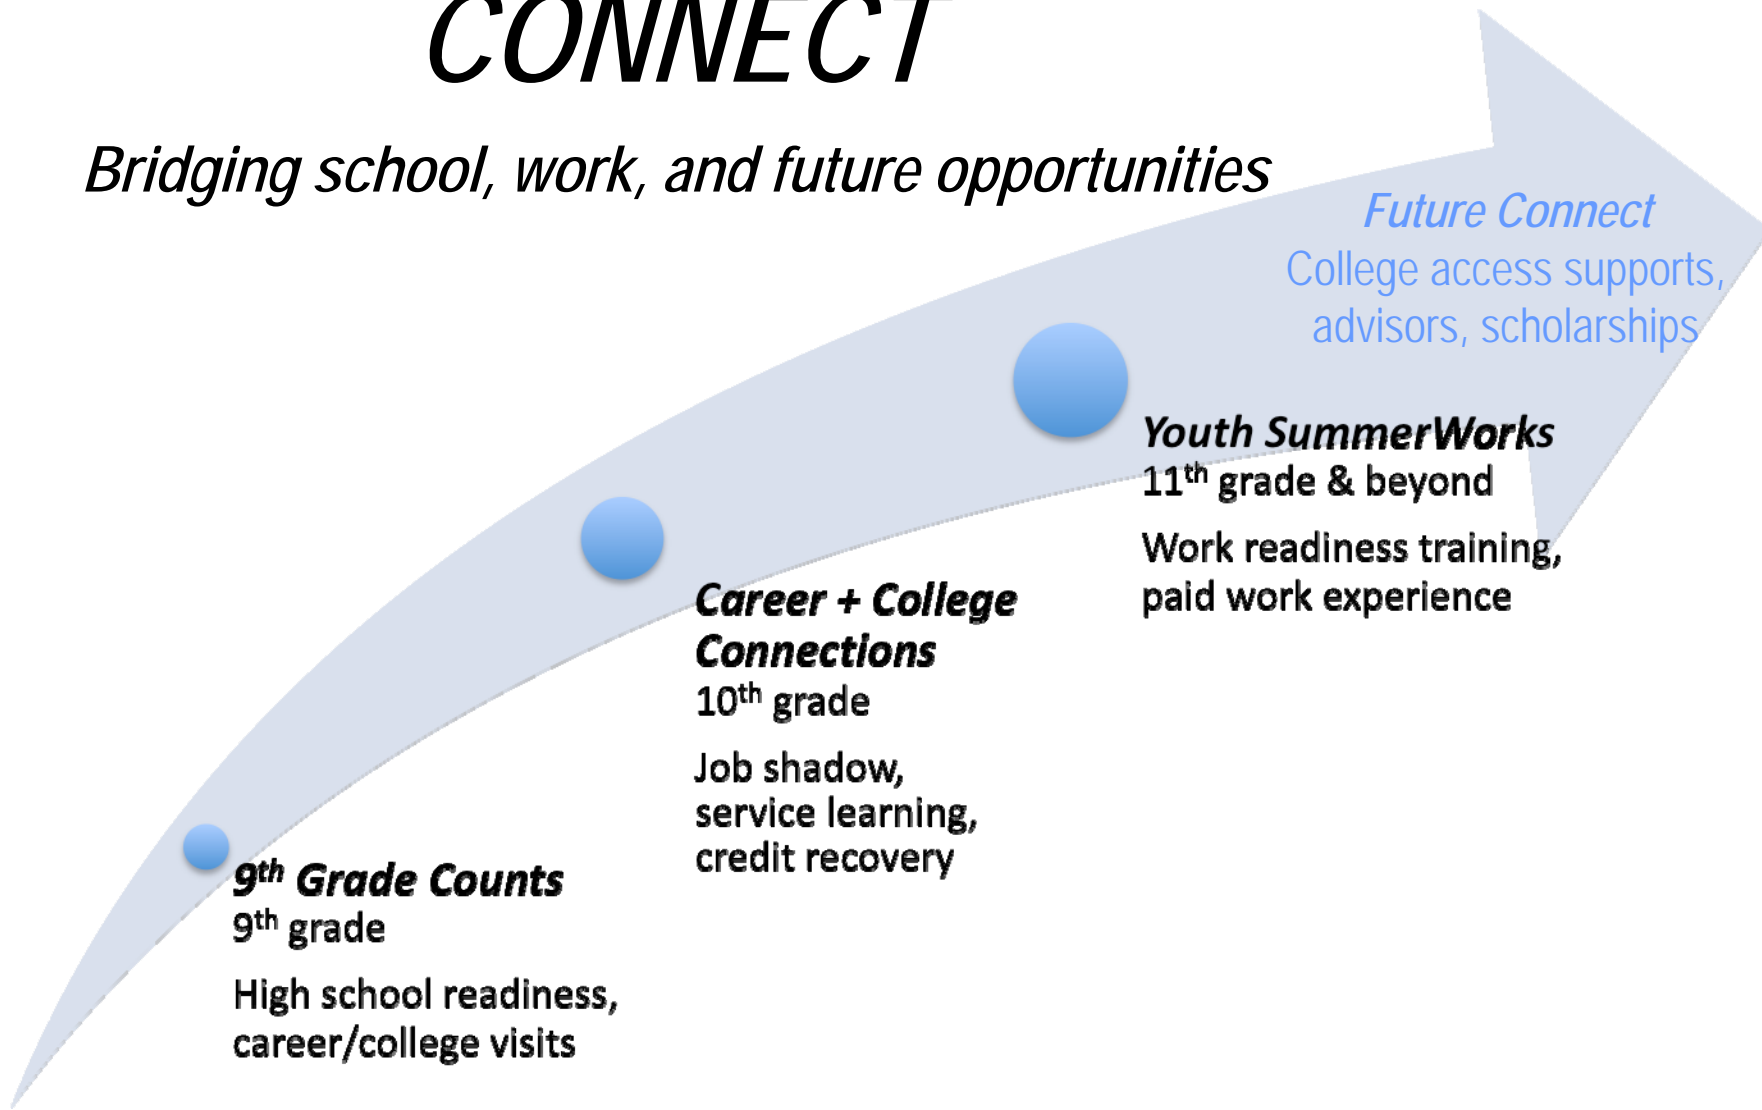 CONNECT
Bridging school, work, and future opportunities
Future Connect
College access supports,
advisors, scholarships
Youth SummerWorks
11th grade & beyond
Work readiness training,
paid work experience
Career + College
Connections
10th grade
Job shadow,
service learning,
credit recovery
9th Grade Counts
9th grade
High school readiness,
career/college visits